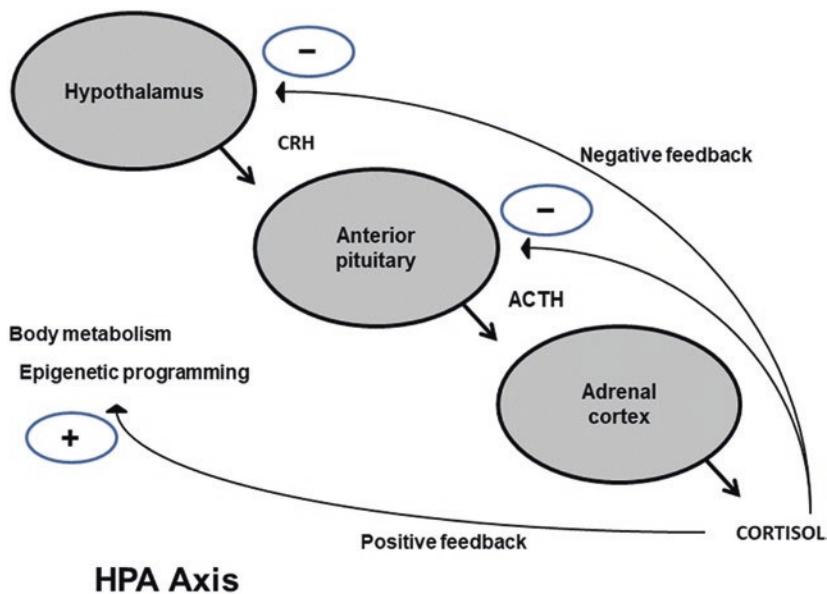 −
Hypothalamus
CRH
Negative feedback
−
Anterior
pituitary
ACTH
Body metabolism
Epigenetic programming
Adrenal
cortex
+
CORTISOL
Positive feedback
HPA Axis